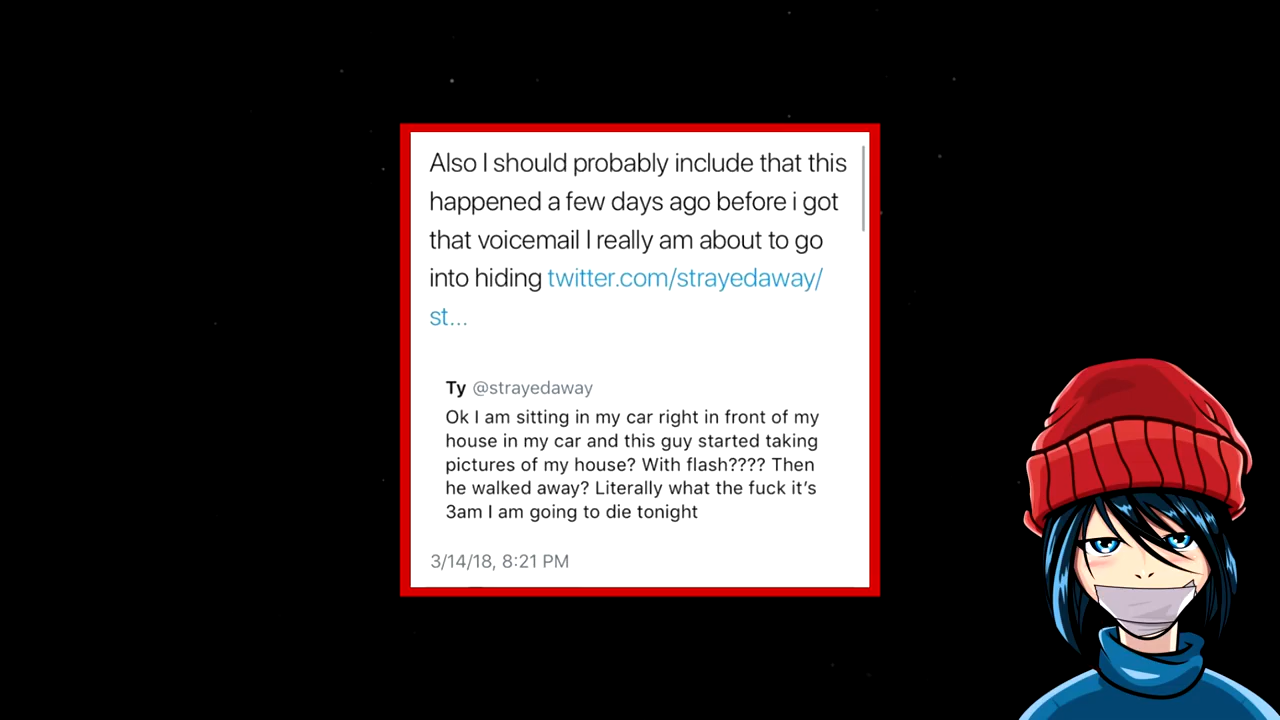 Also I should probably include that this
happened a few days ago before i got
that voicemail I really am about to go
into hiding twitter.com/strayedaway/
st...
Ty @strayedaway
Ok I am sitting in my car right in front of my
house in my car and this guy started taking
pictures of my house? With flash???? Then
he walked away? Literally what the fuck it's
3am I am going to die tonight
3/14/18, 8:21 PM